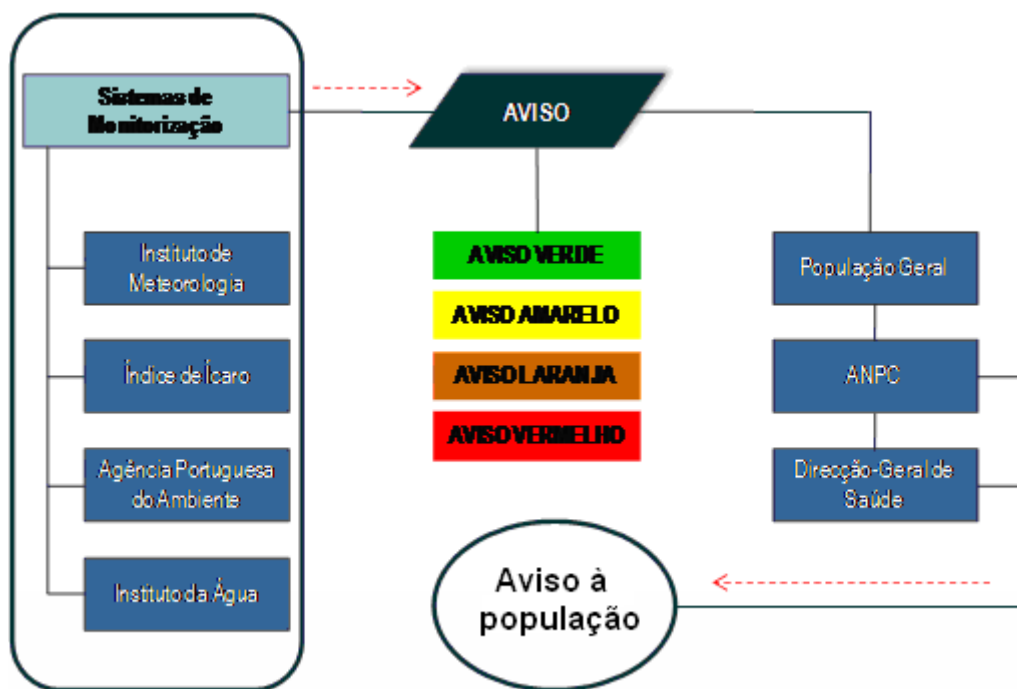 Sistemas de
Monitorização
AVISO
Instituto de
Meteorologia
Índice de Ícaro
Agência Portuguesa
do Ambiente
Instituto da Água
AVISO VERDE
AVISO AMARELO
AVISO LARANJA
AVISO VERMELHO
População Geral
ANPC
Direcção-Geral de
Saúde
Aviso à
população